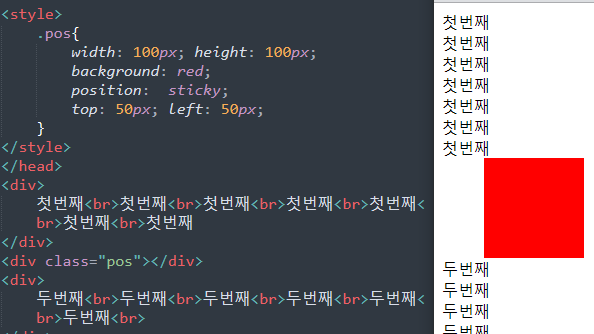 <style>
.pos{
width: 100px; height: 100px;
background: red;
position:  sticky;
top: 50px; left: 50px;
}
</style>
</head>
<div>
첫번째<br>첫번째<br>첫번째<br>첫번째<br>첫번째<
br>첫번째<br>첫번째
</div>
<div class="pos"></div>
<div>
두번째<br>두번째<br>두번째<br>두번째<br>두번째<
br>두번째<br>
첫번째
첫번째
첫번째
첫번째
첫번째
첫번째
첫번째
두번째
두번째
두번째
두번째